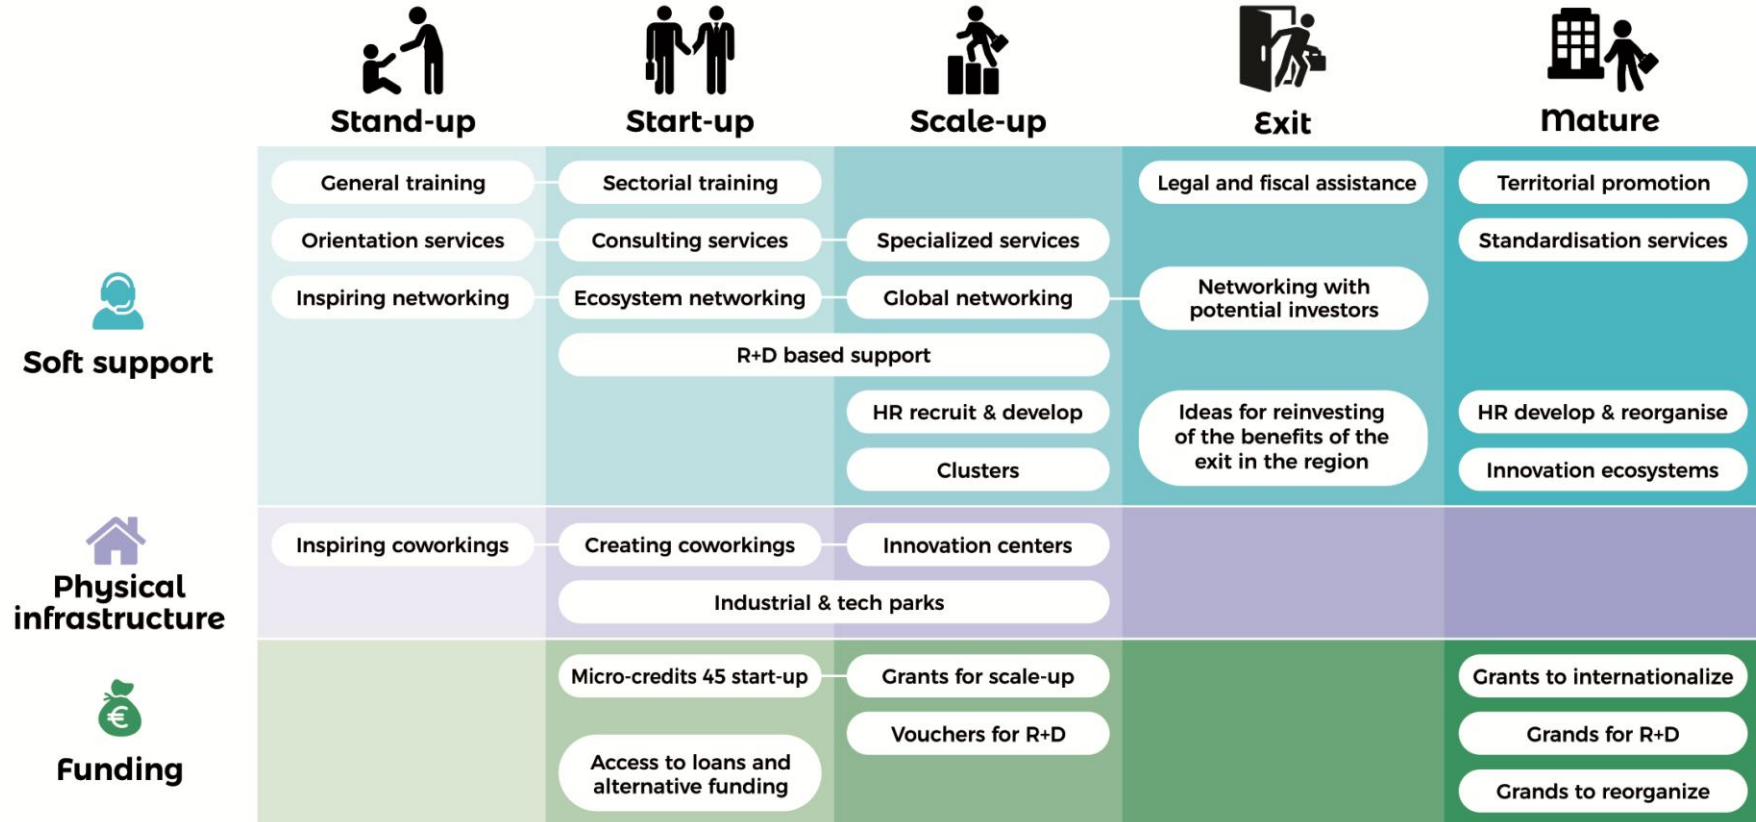 Stand-up
Start-up
Scale-up
Exit
Mature
Soft support
General training
Sectorial training
Legal and fiscal assistance
Territorial promotion
Orientation services
Consulting services
Specialized services
Standardisation services
Inspiring networking
Ecosystem networking
Global networking
Networking with
potential investors
R+D based support
HR recruit & develop
Ideas for reinvesting
of the benefits of the
exit in the region
HR develop & reorganise
Clusters
Innovation ecosystems
Physical
infrastructure
Inspiring coworkings
Creating coworkings
Innovation centers
Industrial & tech parks
€
Funding
Micro-credits 45 start-up
Grants for scale-up
Grants to internationalize
Access to loans and
alternative funding
Vouchers for R+D
Grands for R+D
Grands to reorganize